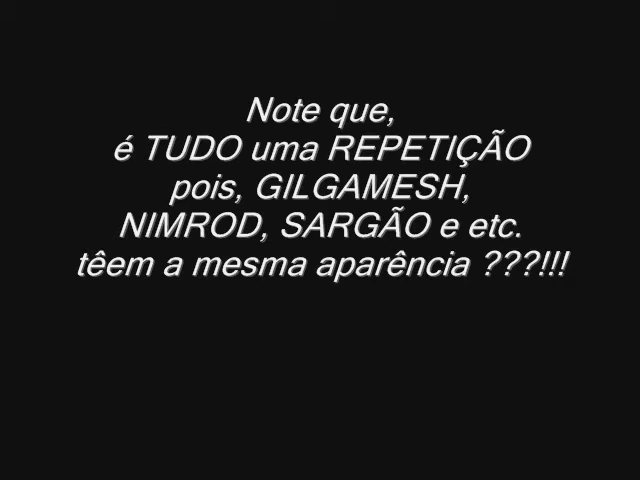 Note que,
é TUDO uma REPETIÇÃO
pois, GILGAMESH,
NIMROD, SARGÃO e etc.
têem a mesma aparência ???!!!